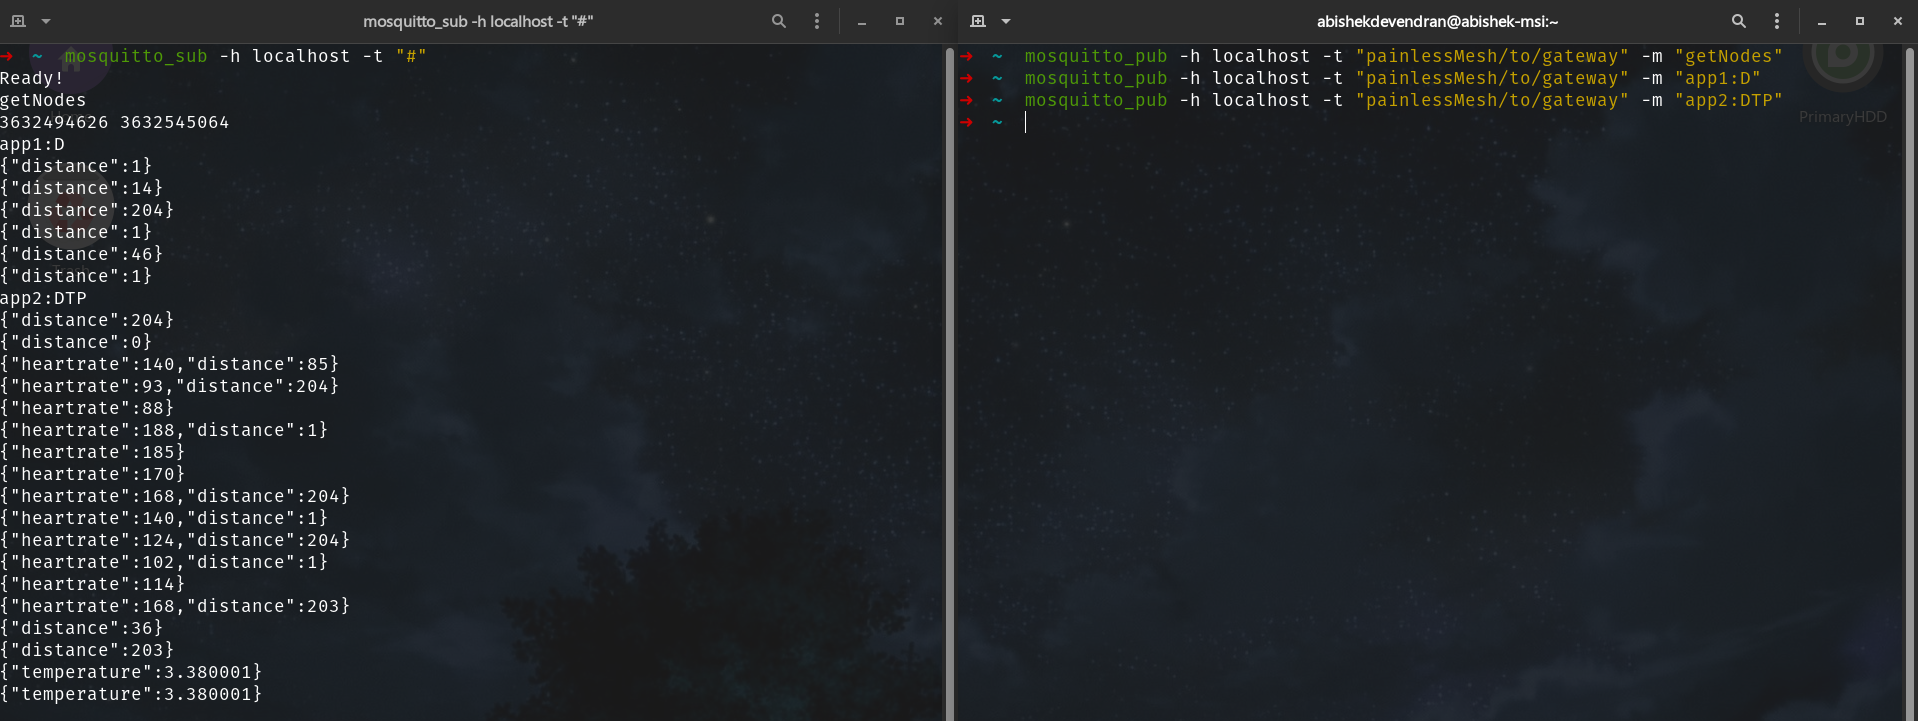 mosquitto_sub -h localhost -t "#"
➜  ~  mosquitto_sub -h localhost -t "#"
Ready!
getNodes
3632494626 3632545064
app1:D
{"distance":1}
{"distance":14}
{"distance":204}
{"distance":1}
{"distance":46}
{"distance":1}
app2:DTP
{"distance":204}
{"distance":0}
{"heartrate":140,"distance":85}
{"heartrate":93,"distance":204}
{"heartrate":88}
{"heartrate":188,"distance":1}
{"heartrate":185}
{"heartrate":170}
{"heartrate":168,"distance":204}
{"heartrate":140,"distance":1}
{"heartrate":124,"distance":204}
{"heartrate":102,"distance":1}
{"heartrate":114}
{"heartrate":168,"distance":203}
{"distance":36}
{"distance":203}
{"temperature":3.380001}
{"temperature":3.380001}
abishekdevendran@abishek-msi:~
➜  ~  mosquitto_pub -h localhost -t "painlessMesh/to/gateway" -m "getNodes"
➜  ~  mosquitto_pub -h localhost -t "painlessMesh/to/gateway" -m "app1:D"
➜  ~  mosquitto_pub -h localhost -t "painlessMesh/to/gateway" -m "app2:DTP"
➜  ~
PrimaryHDD